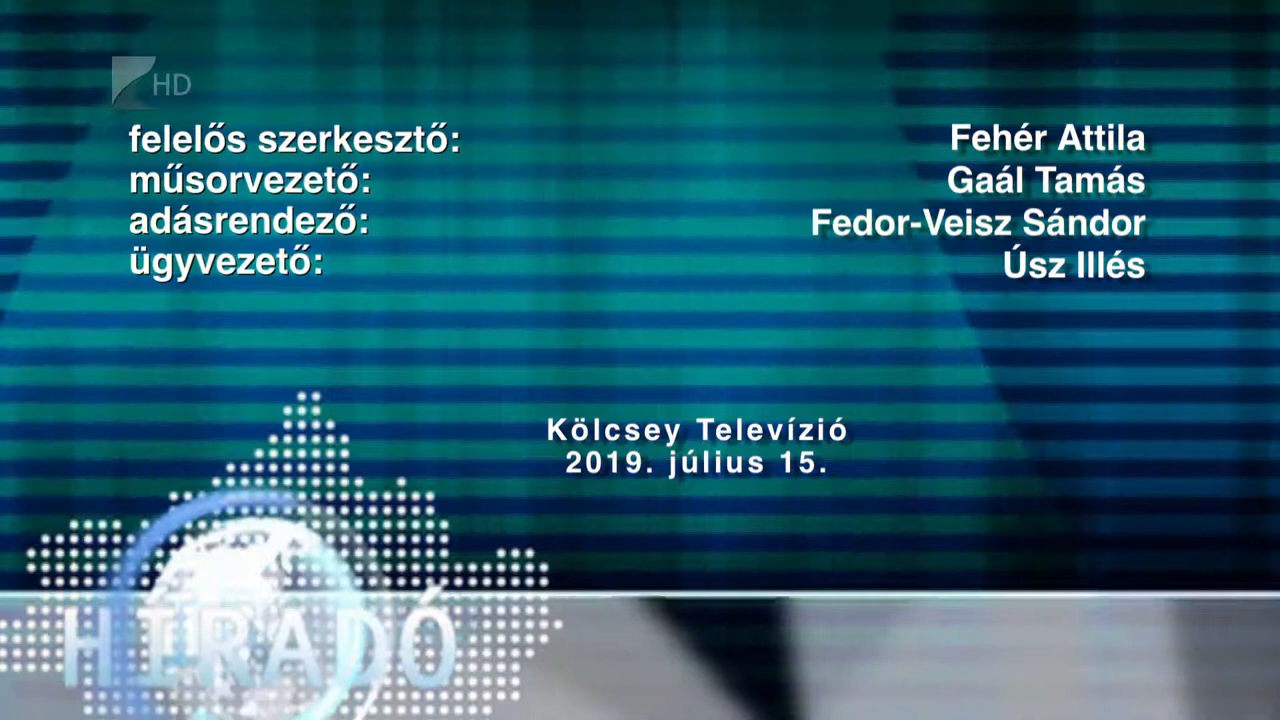 HD
felelős szerkesztő: Fehér Attila
műsorvezető: Gaál Tamás
adásrendező: Fedor-Veisz Sándor
ügyvezető: Úsz Illés
Kölcsey Televízió
2019. július 15.
HÍRADÓ